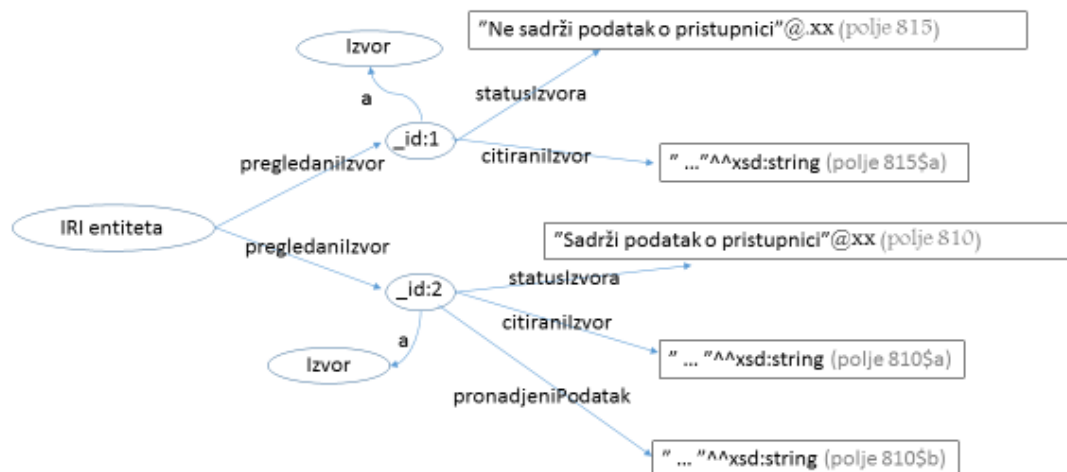 ”Ne sadrži podatak o pristupnici”@.xx (polje 815)
Izvor
a
statusIzvora
_id:1
citiraniIzvor
pregledaniIzvor
” ...”^^xsd:string (polje 815$a)
IRI entiteta
”Sadrži podatak o pristupnici”@xx (polje 810)
pregledaniIzvor
statusIzvora
_id:2
citiraniIzvor
a
Izvor
” ... ”^^xsd:string (polje 810$a)
pronadjeniPodatak
” ... ”^^xsd:string (polje 810$b)